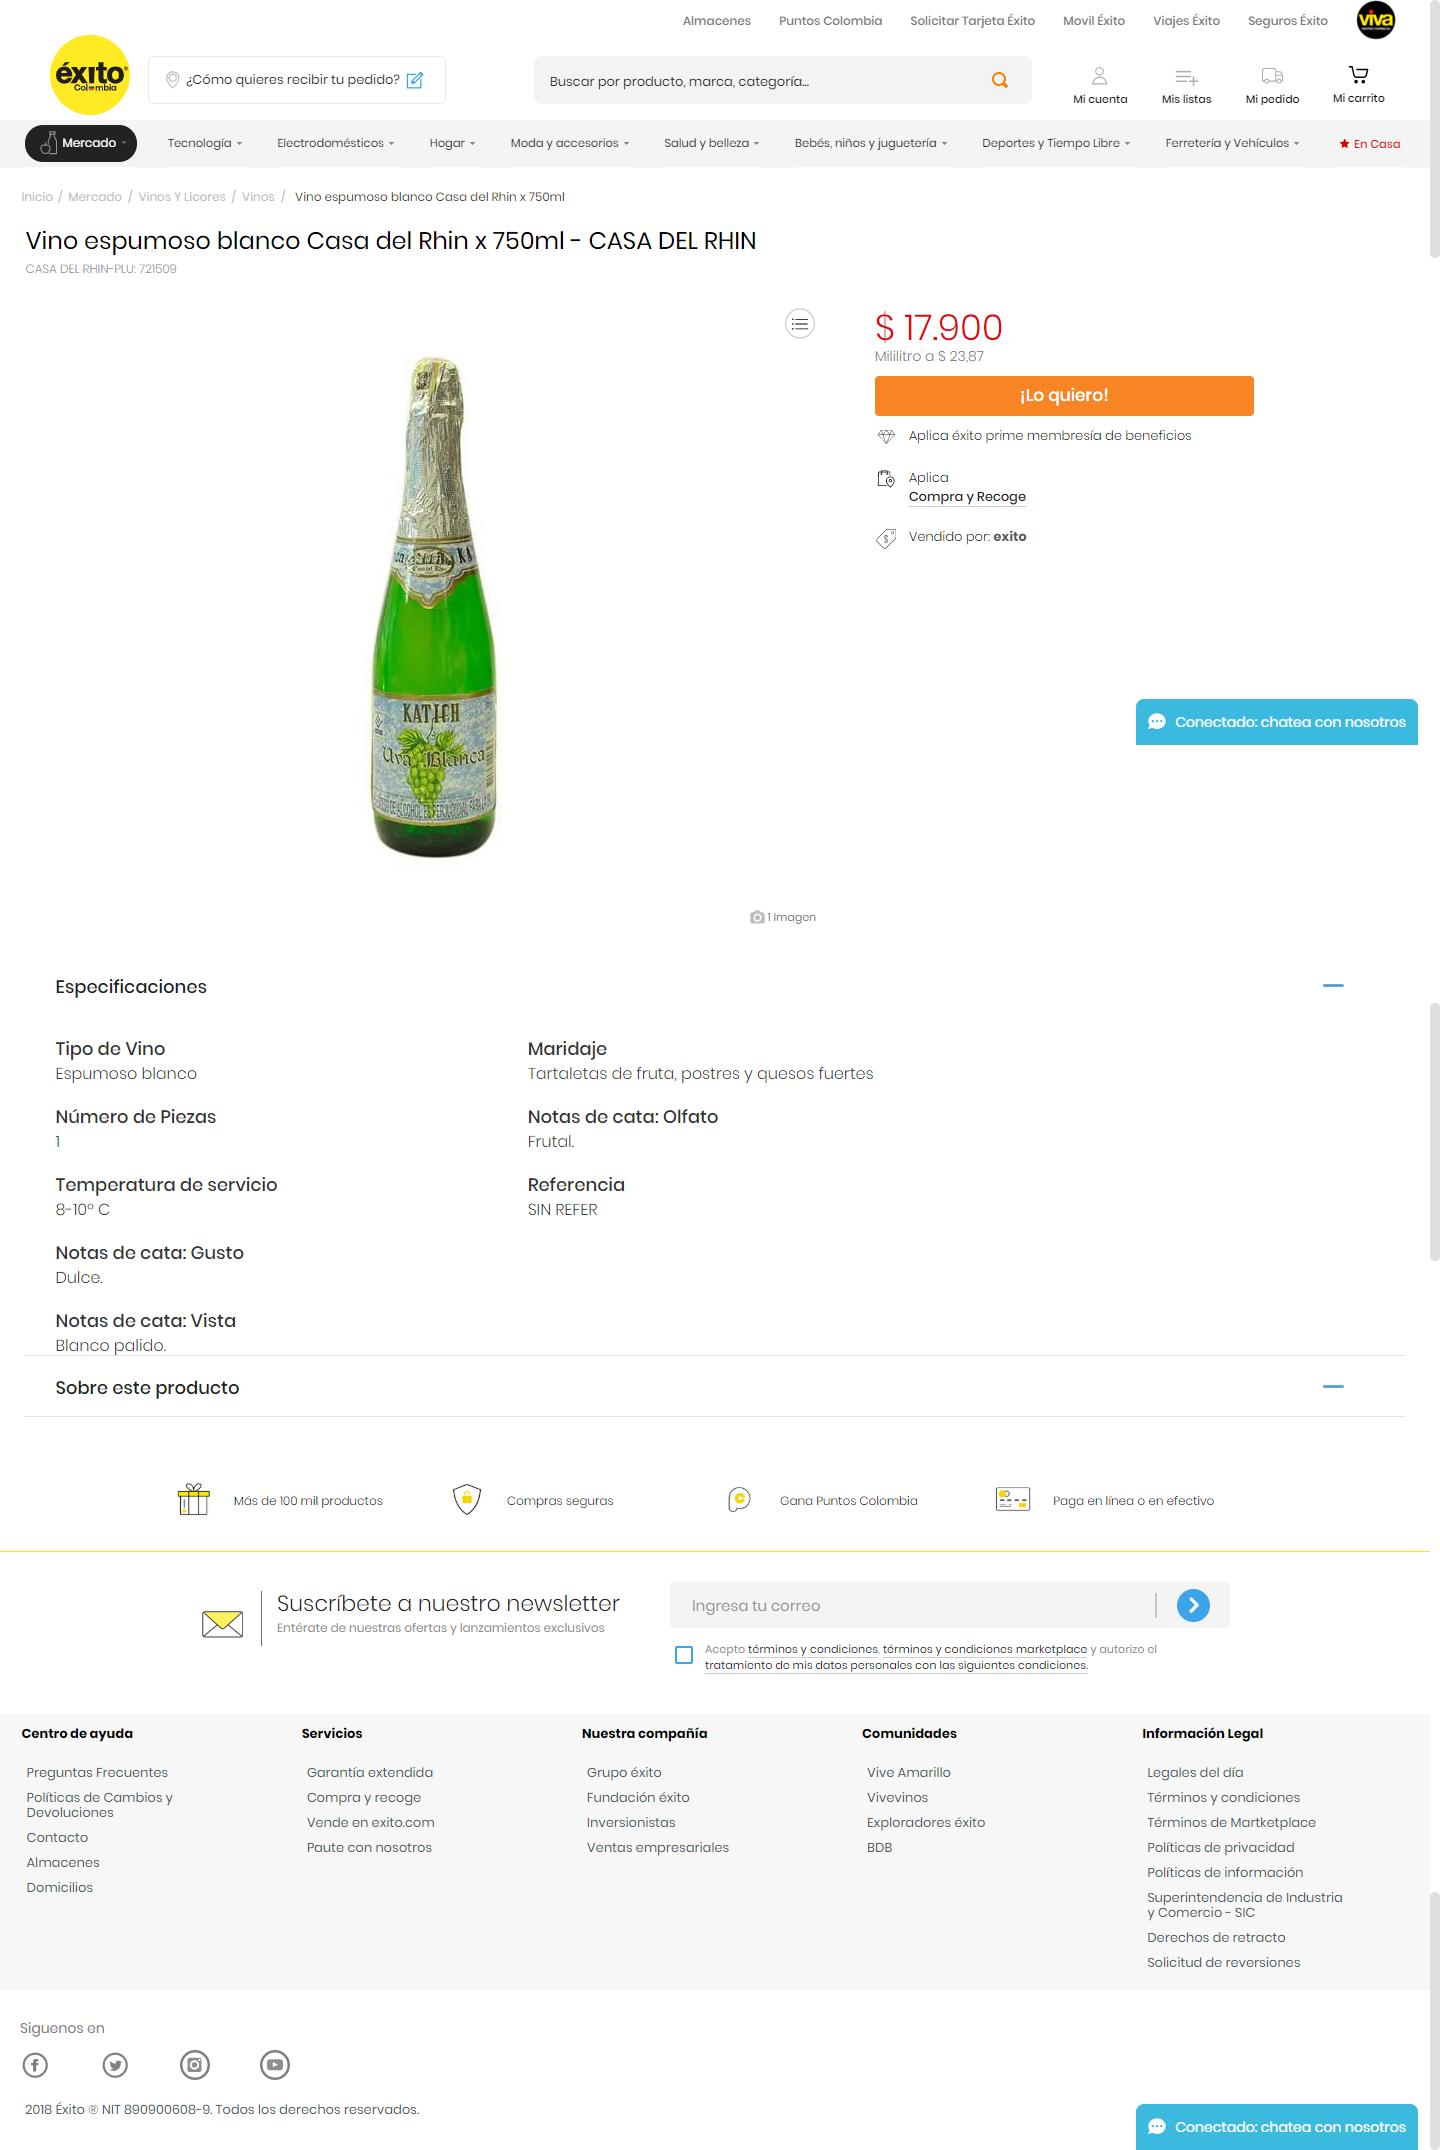 Almacenes Puntos Colombia Solicitar Tarjeta Éxito Movil Éxito Viajes Éxito Seguros Éxito viva
éxito
Colombia
¿Cómo quieres recibir tu pedido?
Buscar por producto, marca, categoría...
Mi cuenta Mis listas Mi pedido Mi carrito
Mercado Tecnología Electrodomésticos Hogar Moda y accesorios Salud y belleza Bebés, niños y juguetería Deportes y Tiempo Libre Ferretería y Vehículos En Casa
Inicio / Mercado / Vinos Y Licores / Vinos / Vino espumoso blanco Casa del Rhin x 750ml
Vino espumoso blanco Casa del Rhin x 750ml - CASA DEL RHIN
CASA DEL RHIN-PLU: 721509
$ 17.900
Mililitro a $ 23,87
¡Lo quiero!
Aplica éxito prime membresía de beneficios
Aplica
Compra y Recoge
Vendido por: exito
Casa del Rhin
KATICH
Uva Blanca
Conectado: chatea con nosotros
1 Imagen
Especificaciones
Tipo de Vino
Espumoso blanco
Número de Piezas
1
Temperatura de servicio
8-10° C
Notas de cata: Gusto
Dulce.
Notas de cata: Vista
Blanco palido.
Maridaje
Tartaletas de fruta, postres y quesos fuertes
Notas de cata: Olfato
Frutal.
Referencia
SIN REFER
Sobre este producto
Más de 100 mil productos Compras seguras Gana Puntos Colombia Paga en línea o en efectivo
Suscríbete a nuestro newsletter
Entérate de nuestras ofertas y lanzamientos exclusivos
Ingresa tu correo
Acepto términos y condiciones, términos y condiciones marketplace y autorizo el
tratamiento de mis datos personales con las siguientes condiciones.
Centro de ayuda
Preguntas Frecuentes
Políticas de Cambios y
Devoluciones
Contacto
Almacenes
Domicilios
Servicios
Garantía extendida
Compra y recoge
Vende en exito.com
Paute con nosotros
Nuestra compañía
Grupo éxito
Fundación éxito
Inversionistas
Ventas empresariales
Comunidades
Vive Amarillo
Vivevinos
Exploradores éxito
BDB
Información Legal
Legales del día
Términos y condiciones
Términos de Martketplace
Políticas de privacidad
Políticas de información
Superintendencia de Industria
y Comercio - SIC
Derechos de retracto
Solicitud de reversiones
Siguenos en
2018 Éxito ® NIT 890900608-9. Todos los derechos reservados.
Conectado: chatea con nosotros